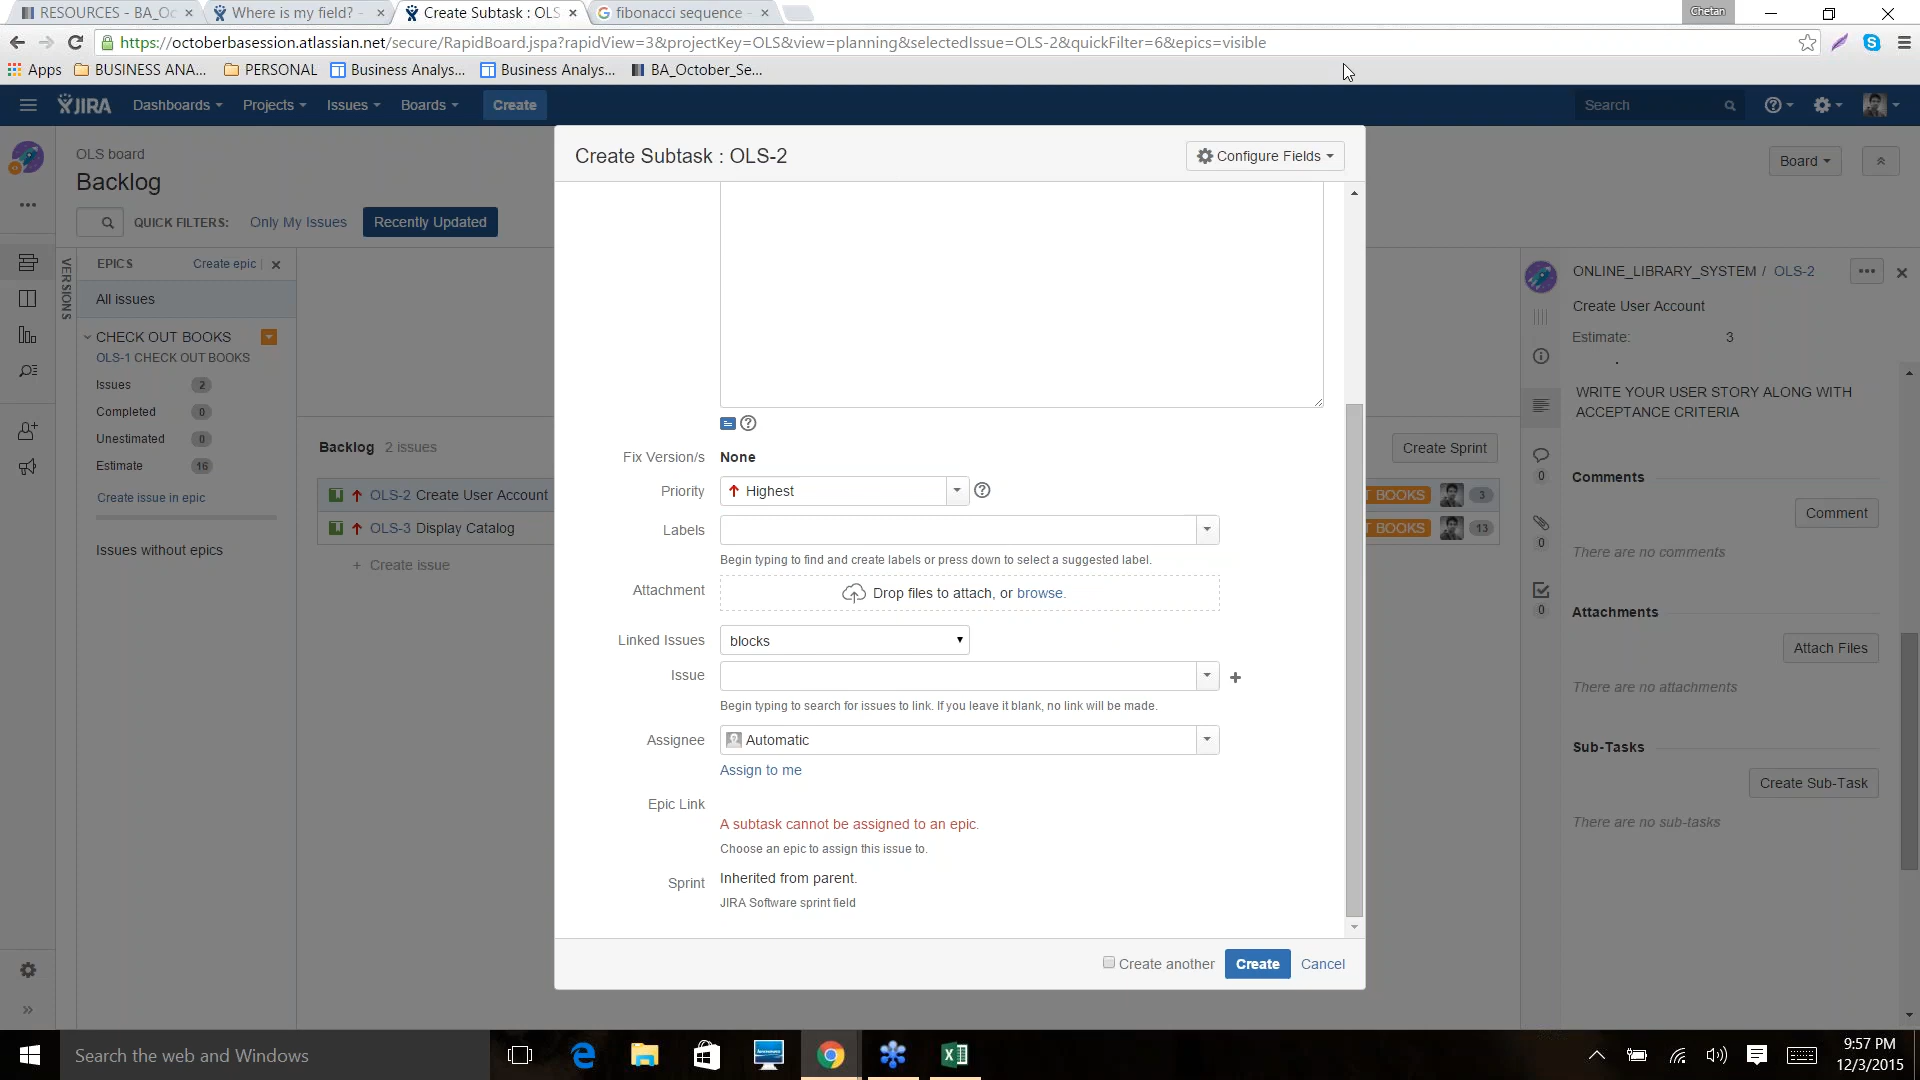 RESOURCES - BA_Oc
Where is my field? -
Create Subtask : OLS
fibonacci sequence
Chetan
https://octoberbasession.atlassian.net/secure/RapidBoard.jspa?rapidView=3&projectKey=OLS&view=planning&selectedIssue=OLS-2&quickFilter=6&epics=visible
Apps
BUSINESS ANA...
PERSONAL
Business Analys...
Business Analys...
BA_October_Se...
JIRA
Dashboards
Projects
Issues
Boards
Create
Search
OLS board
Backlog
Board
QUICK FILTERS:
Only My Issues
Recently Updated
VERSIONS
EPICS
Create epic
All issues
CHECK OUT BOOKS
OLS-1 CHECK OUT BOOKS
Issues 2
Completed 0
Unestimated 0
Estimate 16
Create issue in epic
Issues without epics
Backlog 2 issues
Create Sprint
OLS-2 Create User Account
T BOOKS 3
OLS-3 Display Catalog
T BOOKS 13
+ Create issue
Create Subtask : OLS-2
Configure Fields
Fix Version/s None
Priority Highest
Labels
Begin typing to find and create labels or press down to select a suggested label.
Attachment Drop files to attach, or browse.
Linked Issues blocks
Issue
Begin typing to search for issues to link. If you leave it blank, no link will be made.
Assignee Automatic
Assign to me
Epic Link
A subtask cannot be assigned to an epic.
Choose an epic to assign this issue to.
Sprint Inherited from parent.
JIRA Software sprint field
Create another
Create
Cancel
ONLINE_LIBRARY_SYSTEM / OLS-2
Create User Account
Estimate: 3
WRITE YOUR USER STORY ALONG WITH
ACCEPTANCE CRITERIA
Comments
0
Comment
There are no comments
0
Attachments
0
Attach Files
There are no attachments
Sub-Tasks
Create Sub-Task
There are no sub-tasks
Search the web and Windows
9:57 PM
12/3/2015